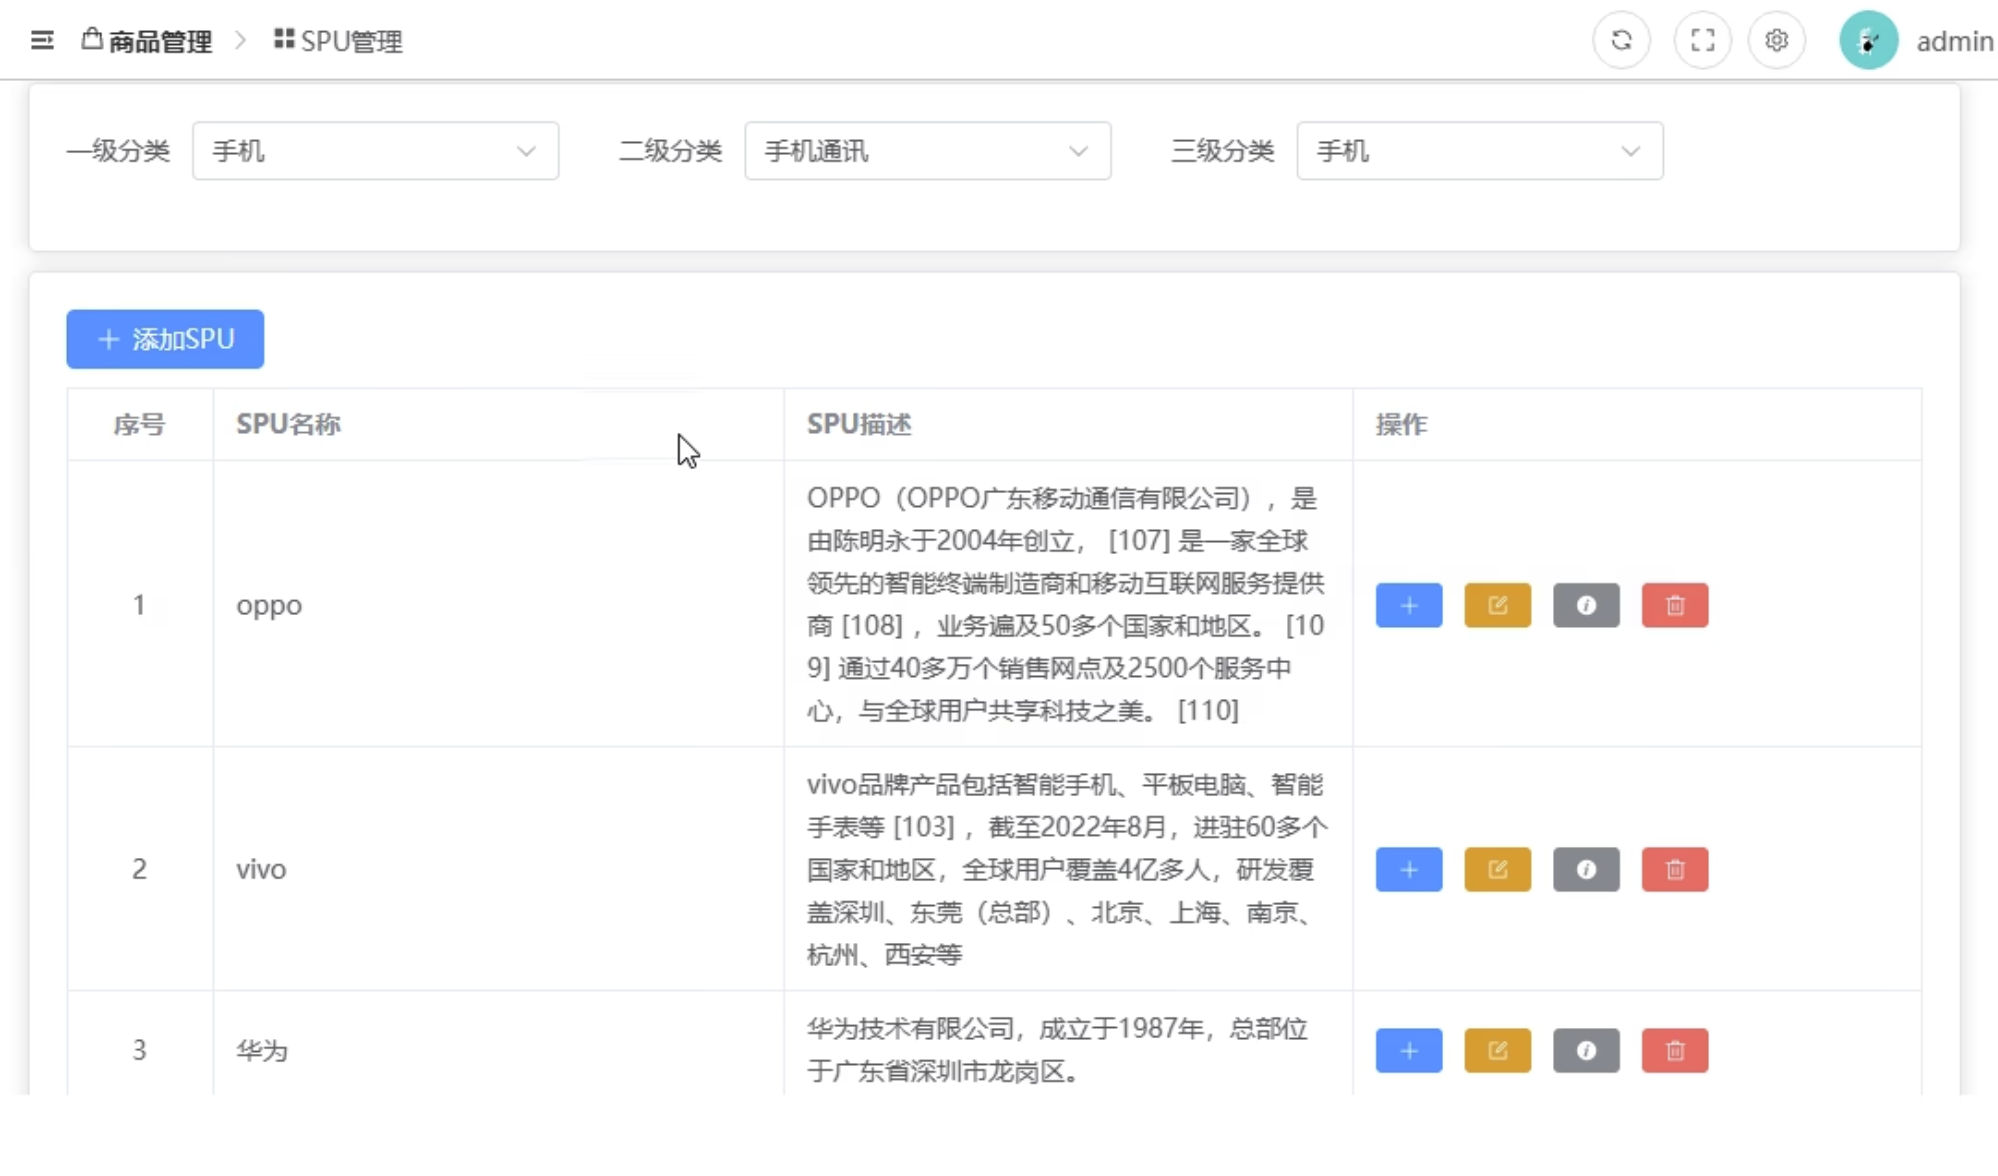 商品管理 > SPU管理 admin
一级分类 手机 二级分类 手机通讯 三级分类 手机
+ 添加SPU
序号 SPU名称 SPU描述 操作
OPPO（OPPO广东移动通信有限公司），是
由陈明永于2004年创立， [107] 是一家全球
领先的智能终端制造商和移动互联网服务提供
1 oppo
商 [108] ，业务遍及50多个国家和地区。 [10
9] 通过40多万个销售网点及2500个服务中
心，与全球用户共享科技之美。 [110]
vivo品牌产品包括智能手机、平板电脑、智能
手表等 [103] ，截至2022年8月，进驻60多个
2 vivo
国家和地区，全球用户覆盖4亿多人，研发覆
盖深圳、东莞（总部）、北京、上海、南京、
杭州、西安等
3 华为
华为技术有限公司，成立于1987年，总部位
于广东省深圳市龙岗区。